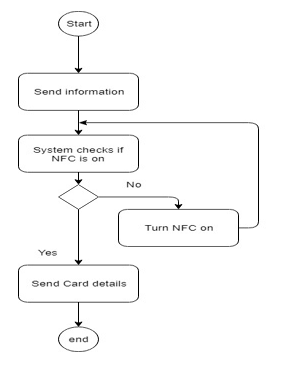 Start
Send information
System checks if
NFC is on
No
Turn NFC on
Yes
Send Card details
end